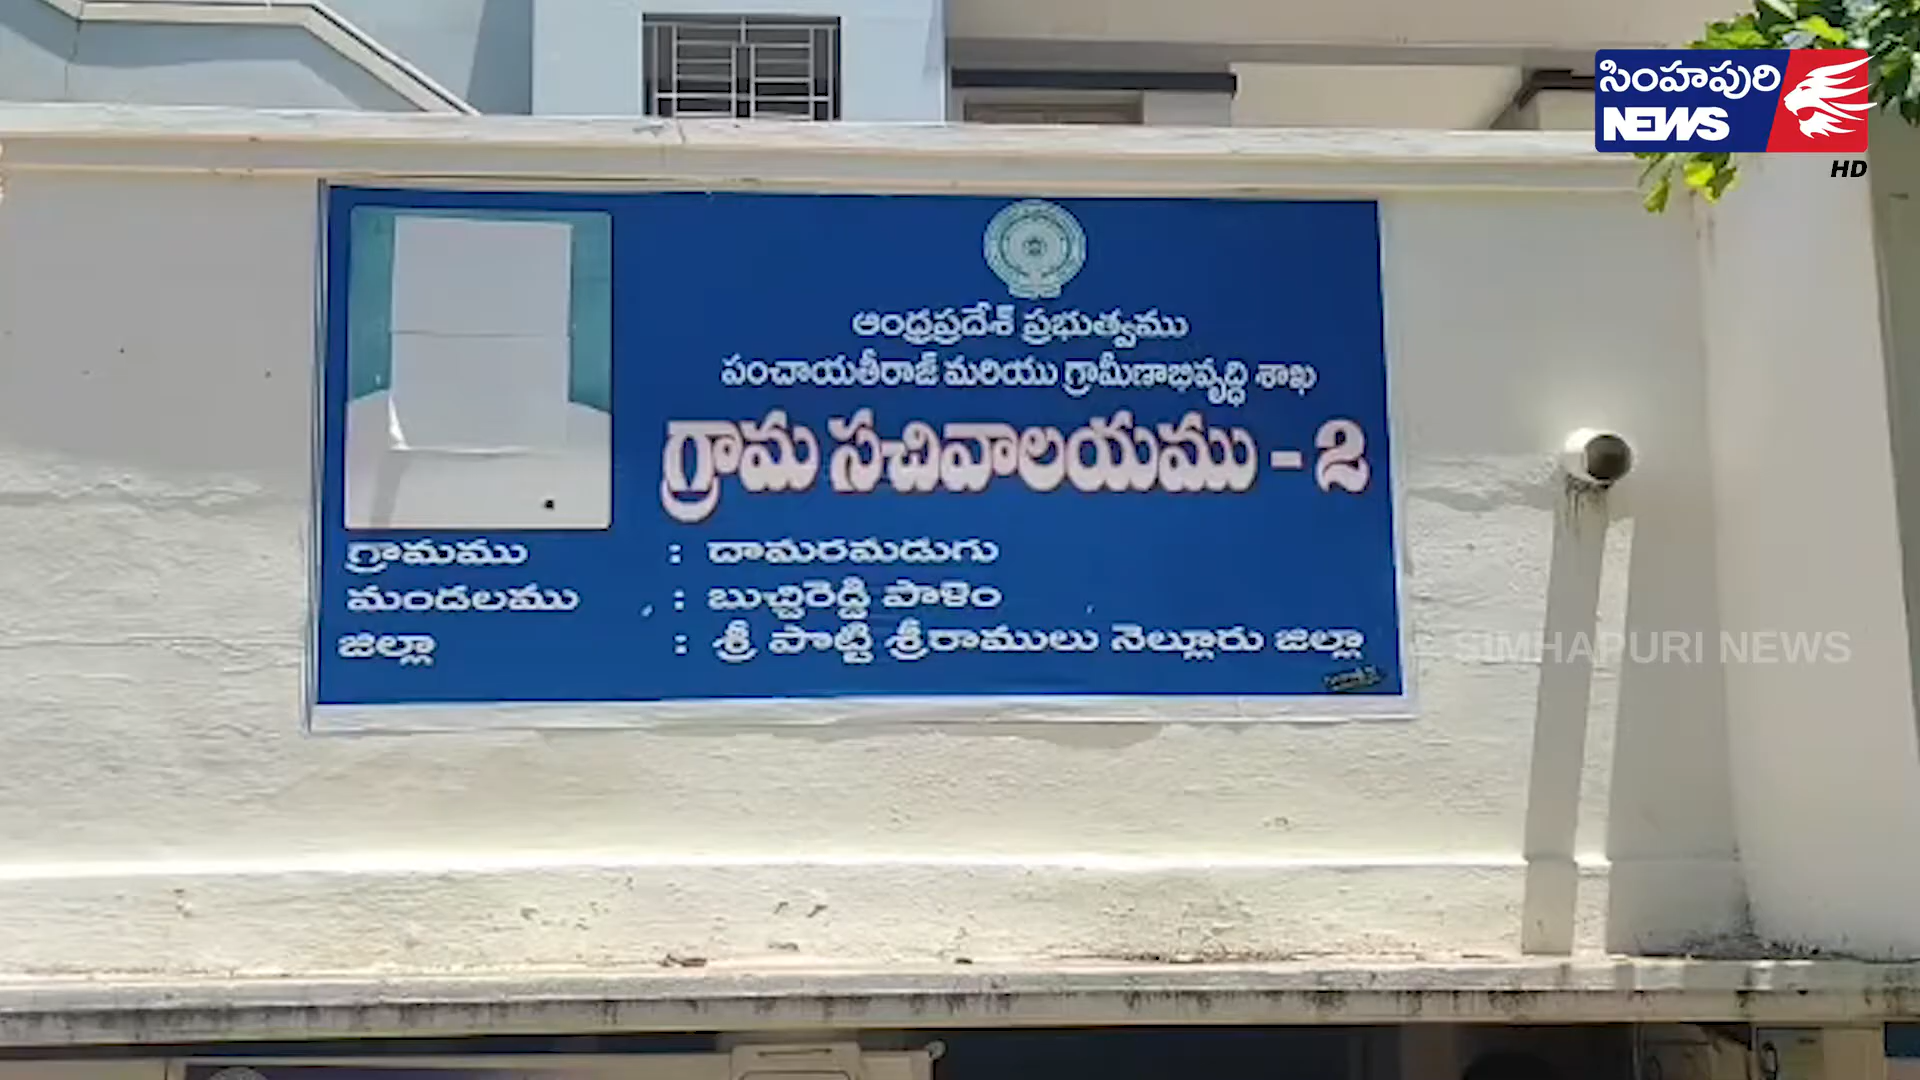 సింహపురి
NEWS
HD
ఆంధ్రప్రదేశ్ ప్రభుత్వము
పంచాయతీరాజ్ మరియు గ్రామీణాభివృద్ధి శాఖ
గ్రామ సచివాలయము - 2
గ్రామము : దామరమడుగు
మండలము : బుచ్చిరెడ్డి పాళెం
జిల్లా : శ్రీ పొట్టి శ్రీరాములు నెల్లూరు జిల్లా
SIMHAPURI NEWS